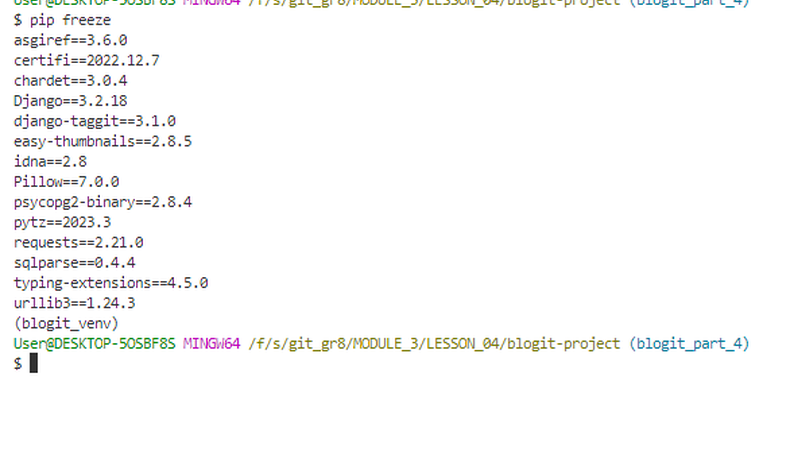 User@DESKTOP-5OSBF8S MINGW64 /f/s/git_gr8/MODULE_3/LESSON_04/blogit-project (blogit_part_4)
$ pip freeze
asgiref==3.6.0
certifi==2022.12.7
chardet==3.0.4
Django==3.2.18
django-taggit==3.1.0
easy-thumbnails==2.8.5
idna==2.8
Pillow==7.0.0
psycopg2-binary==2.8.4
pytz==2023.3
requests==2.21.0
sqlparse==0.4.4
typing-extensions==4.5.0
urllib3==1.24.3
(blogit_venv)
User@DESKTOP-5OSBF8S MINGW64 /f/s/git_gr8/MODULE_3/LESSON_04/blogit-project (blogit_part_4)
$